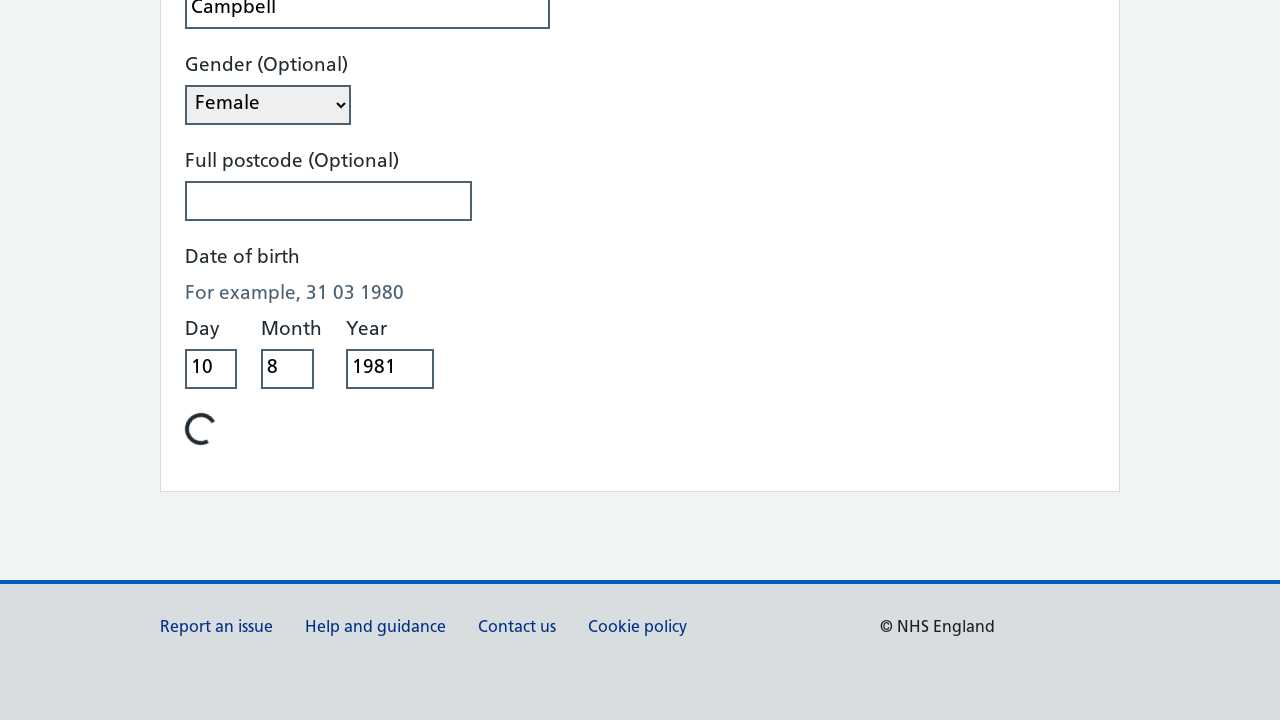 Campbell
Gender (Optional)
Female
Full postcode (Optional)
Date of birth
For example, 31 03 1980
Day Month Year
10 8 1981
Report an issue Help and guidance Contact us Cookie policy © NHS England